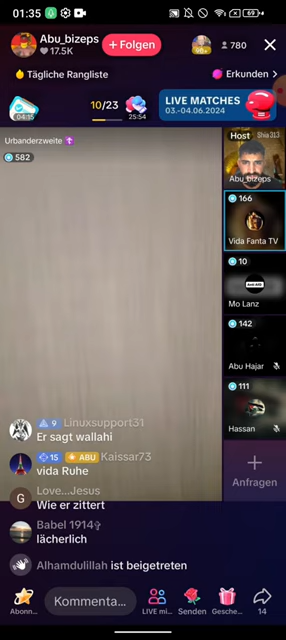 01:35
69
Abu_bizeps
17.5K
+ Folgen
780
Tägliche Rangliste
Erkunden >
04:15
10/23
25:54
LIVE MATCHES
03.-04.06.2024
Urbanderzweite
582
Host
Shia313
Abu_bizeps
166
Vida Fanta TV
10
Mo Lanz
142
Abu Hajar
111
Hassan
+
Anfragen
9 Linuxsupport31
Er sagt wallahi
15 ABU Kaissar73
vida Ruhe
G Love...Jesus
Wie er zittert
Babel 1914✞
lächerlich
Alhamdulillah ist beigetreten
Kommenta...
Abonn...
LIVE mi...
Senden
Gesche...
14